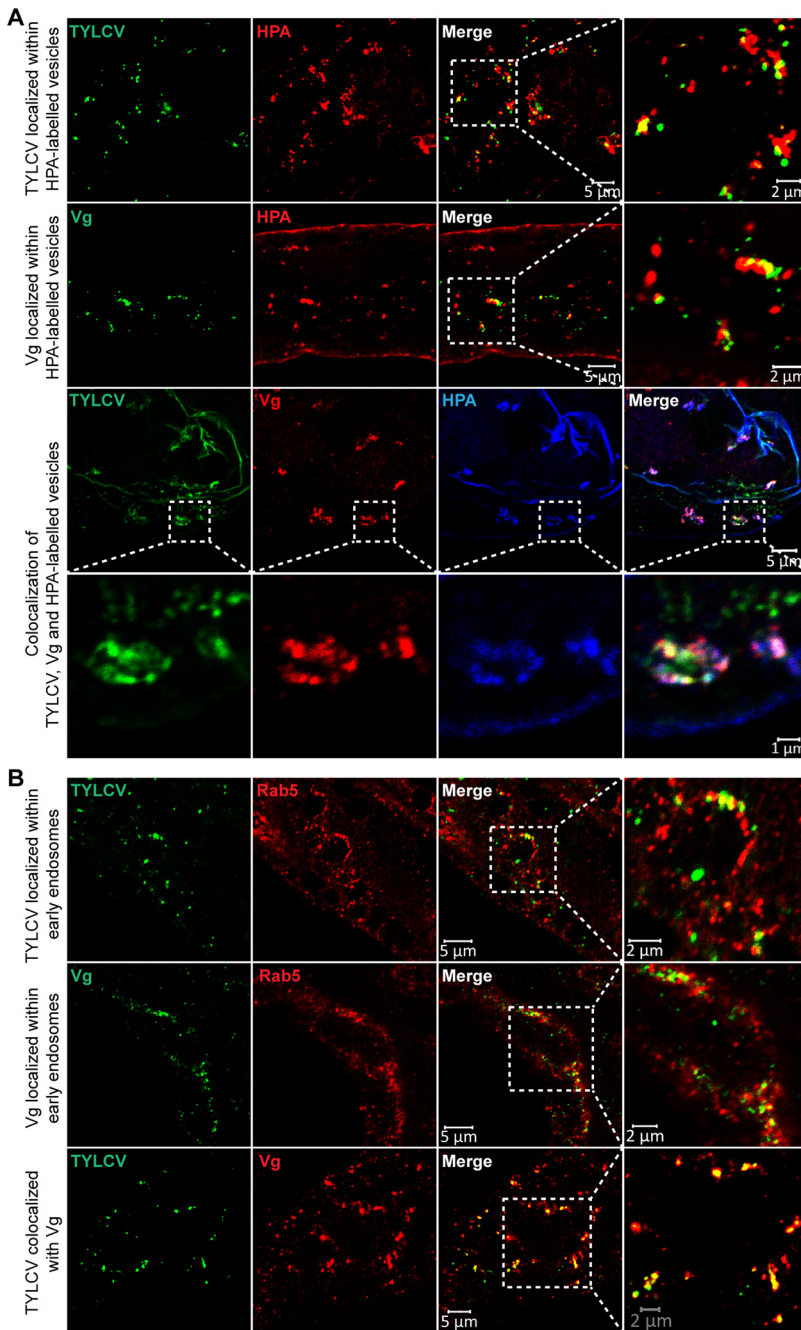 A
TYLCV localized within
HPA-labelled vesicles
TYLCV
HPA
Merge
5 µm
2 µm
Vg localized within
HPA-labelled vesicles
Vg
HPA
Merge
5 µm
2 µm
Colocalization of
TYLCV, Vg and HPA-labelled vesicles
TYLCV
Vg
HPA
Merge
5 µm
1 µm
B
TYLCV localized within
early endosomes
TYLCV
Rab5
Merge
5 µm
2 µm
Vg localized within
early endosomes
Vg
Rab5
Merge
5 µm
2 µm
TYLCV colocalized
with Vg
TYLCV
Vg
Merge
5 µm
2 µm